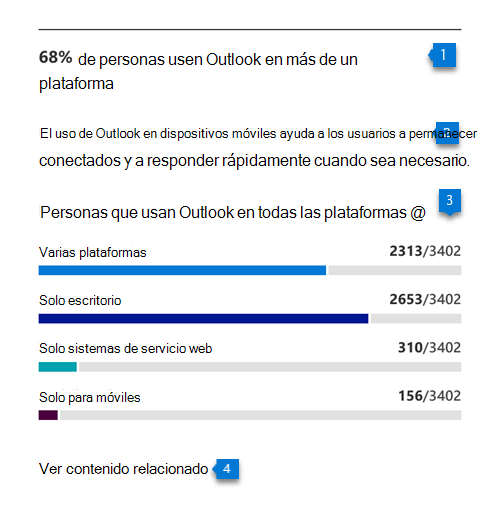 68% de personas usen Outlook en más de un 1
plataforma
El uso de Outlook en dispositivos móviles ayuda a los usuarios a permanecer 2
conectados y a responder rápidamente cuando sea necesario.
Personas que usan Outlook en todas las plataformas @ 3
Varias plataformas 2313/3402
Solo escritorio 2653/3402
Solo sistemas de servicio web 310/3402
Solo para móviles 156/3402
Ver contenido relacionado 4